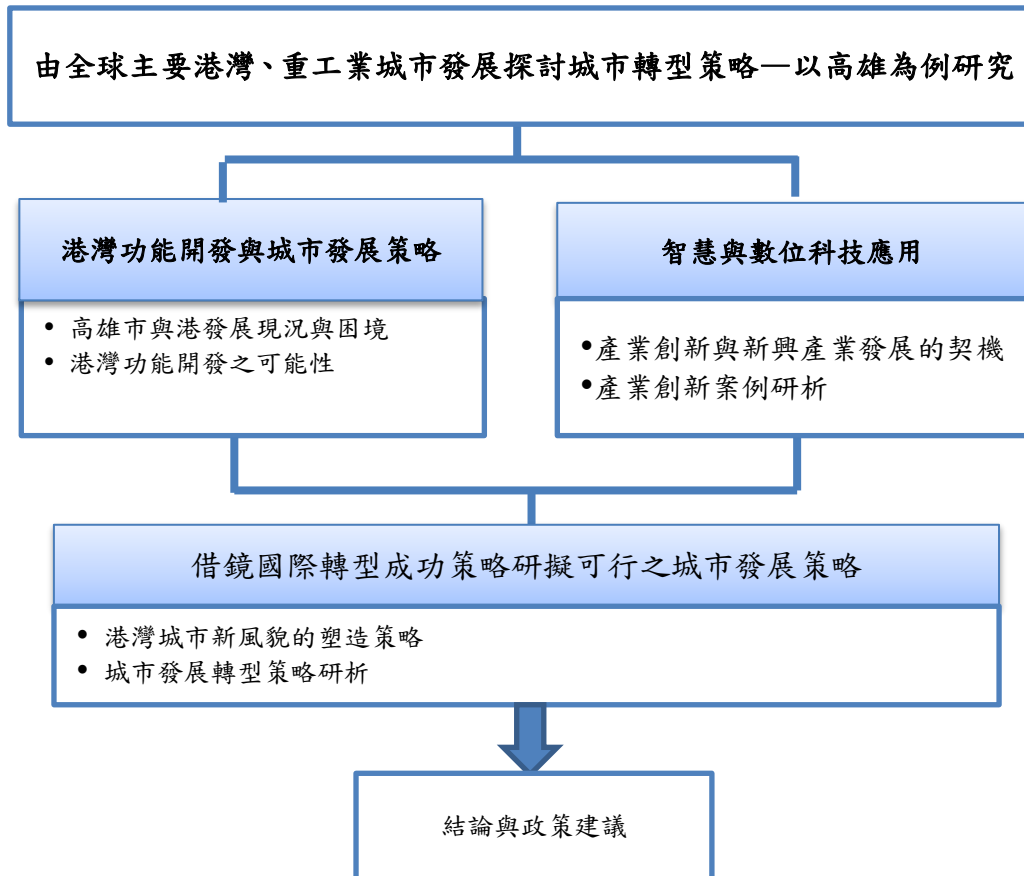 由全球主要港灣、重工業城市發展探討城市轉型策略—以高雄為例研究
港灣功能開發與城市發展策略
• 高雄市與港發展現況與困境
• 港灣功能開發之可能性
智慧與數位科技應用
•產業創新與新興產業發展的契機
•產業創新案例研析
借鏡國際轉型成功策略研擬可行之城市發展策略
• 港灣城市新風貌的塑造策略
• 城市發展轉型策略研析
結論與政策建議